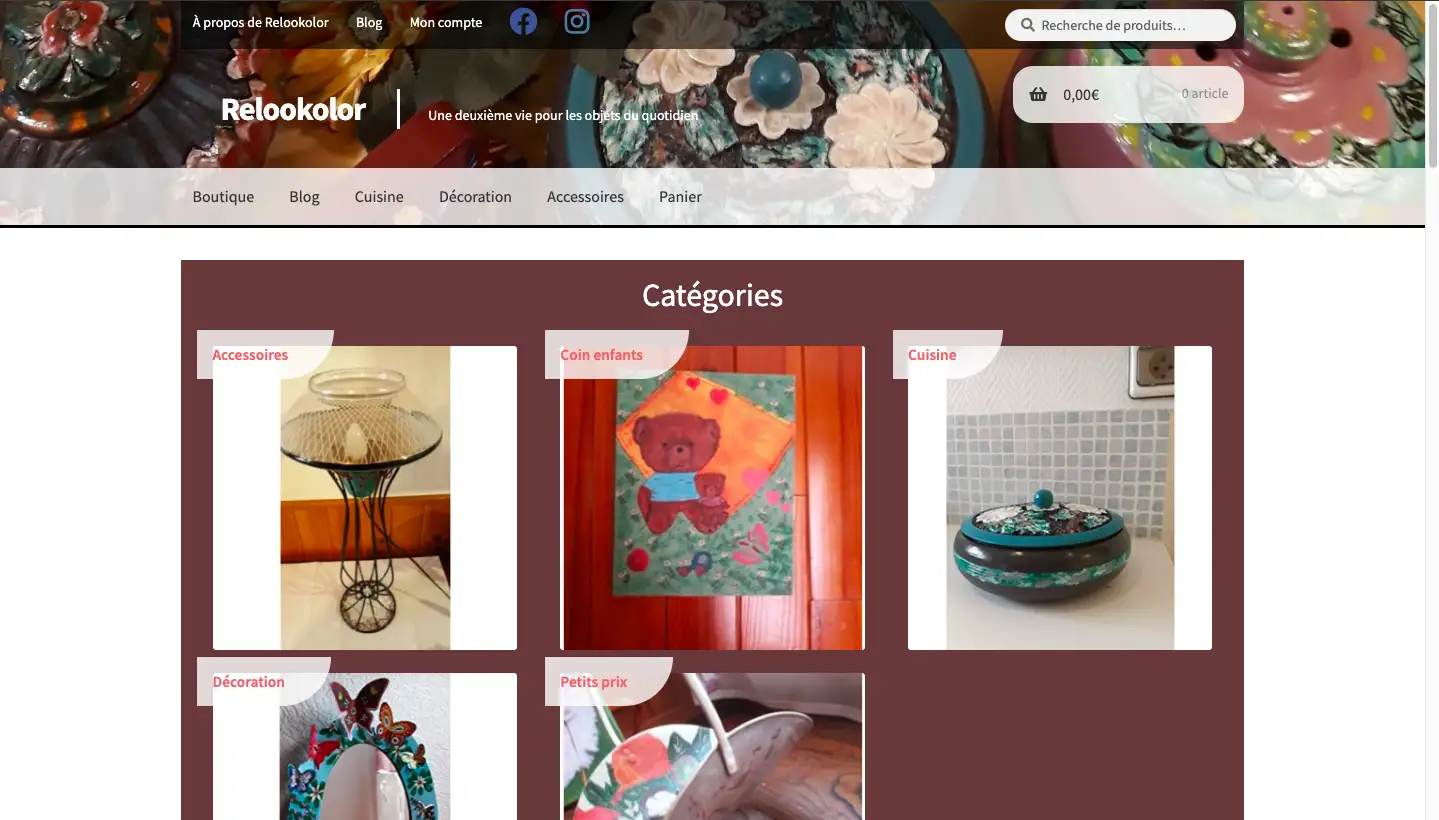 À propos de Relookolor
Blog
Mon compte
Recherche de produits…
Relookolor
Une deuxième vie pour les objets du quotidien
0,00€
0 article
Boutique
Blog
Cuisine
Décoration
Accessoires
Panier
Catégories
Accessoires
Coin enfants
Cuisine
Décoration
Petits prix